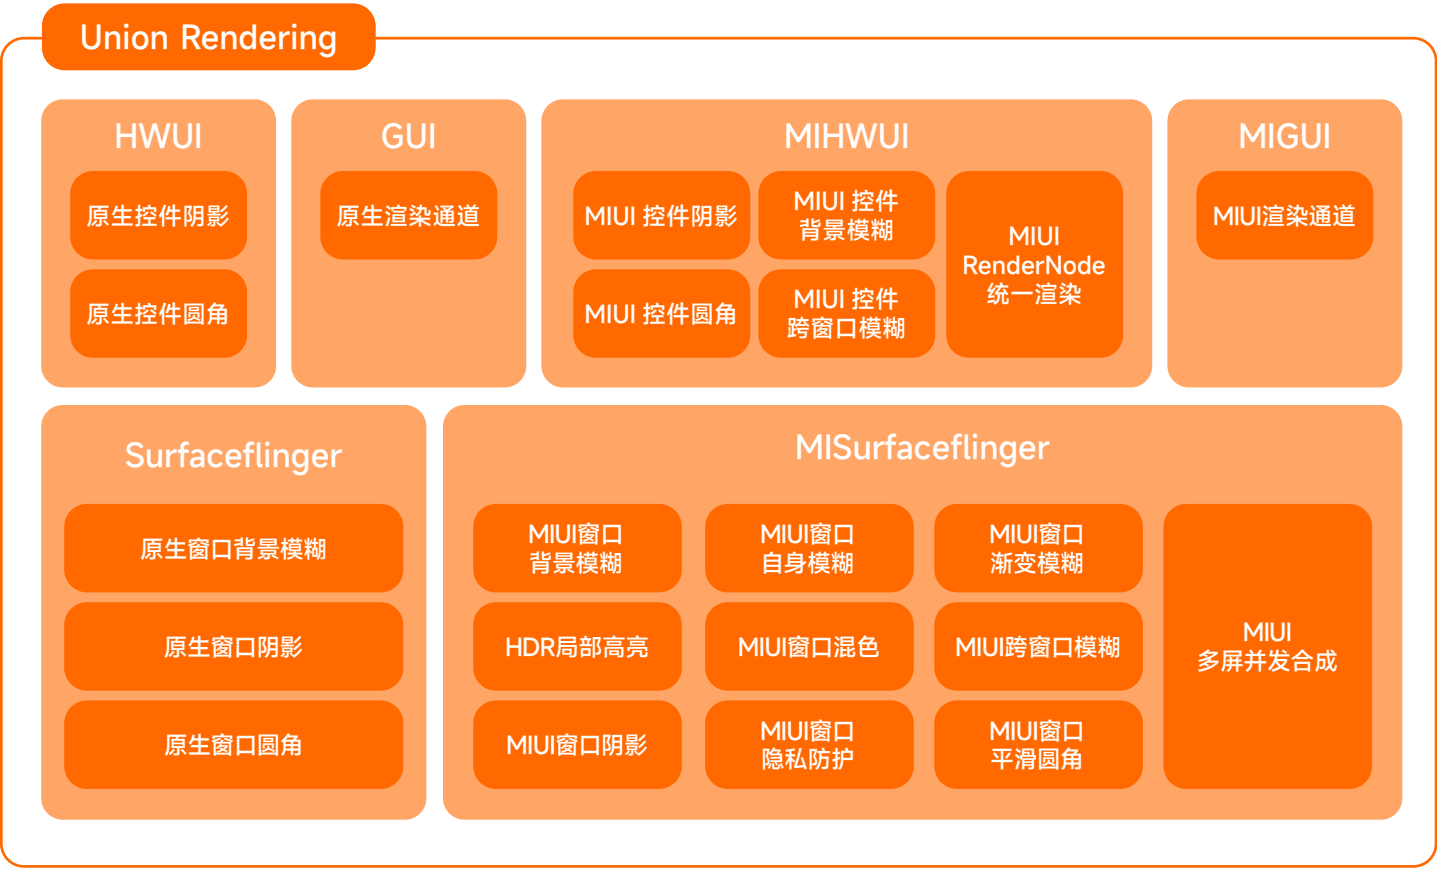 Union Rendering
HWUI
原生控件阴影
原生控件圆角
GUI
原生渲染通道
MIHWUI
MIUI 控件阴影
MIUI 控件
背景模糊
MIUI 控件圆角
MIUI 控件
跨窗口模糊
MIUI
RenderNode
统一渲染
MIGUI
MIUI渲染通道
Surfaceflinger
原生窗口背景模糊
原生窗口阴影
原生窗口圆角
MISurfaceflinger
MIUI窗口
背景模糊
MIUI窗口
自身模糊
MIUI窗口
渐变模糊
HDR局部高亮
MIUI窗口混色
MIUI跨窗口模糊
MIUI窗口阴影
MIUI窗口
隐私防护
MIUI窗口
平滑圆角
MIUI
多屏并发合成